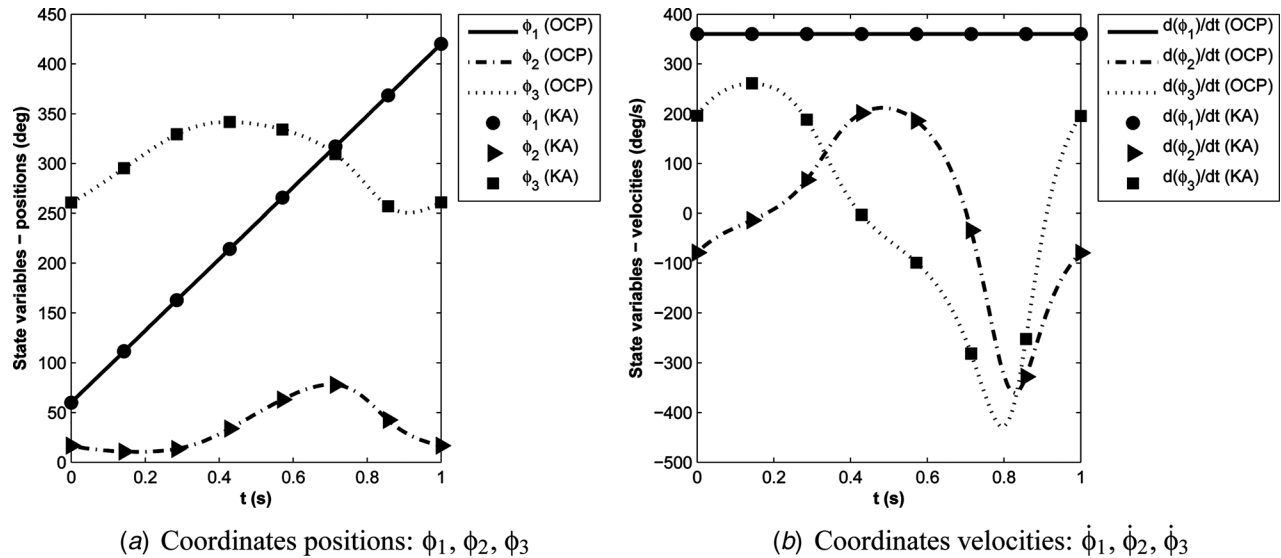 State variables − positions (deg)
450
400
350
300
250
200
150
100
50
0
0 0.2 0.4 0.6 0.8 1
t (s)
ϕ1 (OCP)
ϕ2 (OCP)
ϕ3 (OCP)
ϕ1 (KA)
ϕ2 (KA)
ϕ3 (KA)
(a) Coordinates positions: ϕ1, ϕ2, ϕ3
State variables − velocities (deg/s)
400
300
200
100
0
−100
−200
−300
−400
−500
0 0.2 0.4 0.6 0.8 1
t (s)
d(ϕ1)/dt (OCP)
d(ϕ2)/dt (OCP)
d(ϕ3)/dt (OCP)
d(ϕ1)/dt (KA)
d(ϕ2)/dt (KA)
d(ϕ3)/dt (KA)
(b) Coordinates velocities: ϕ̇1, ϕ̇2, ϕ̇3